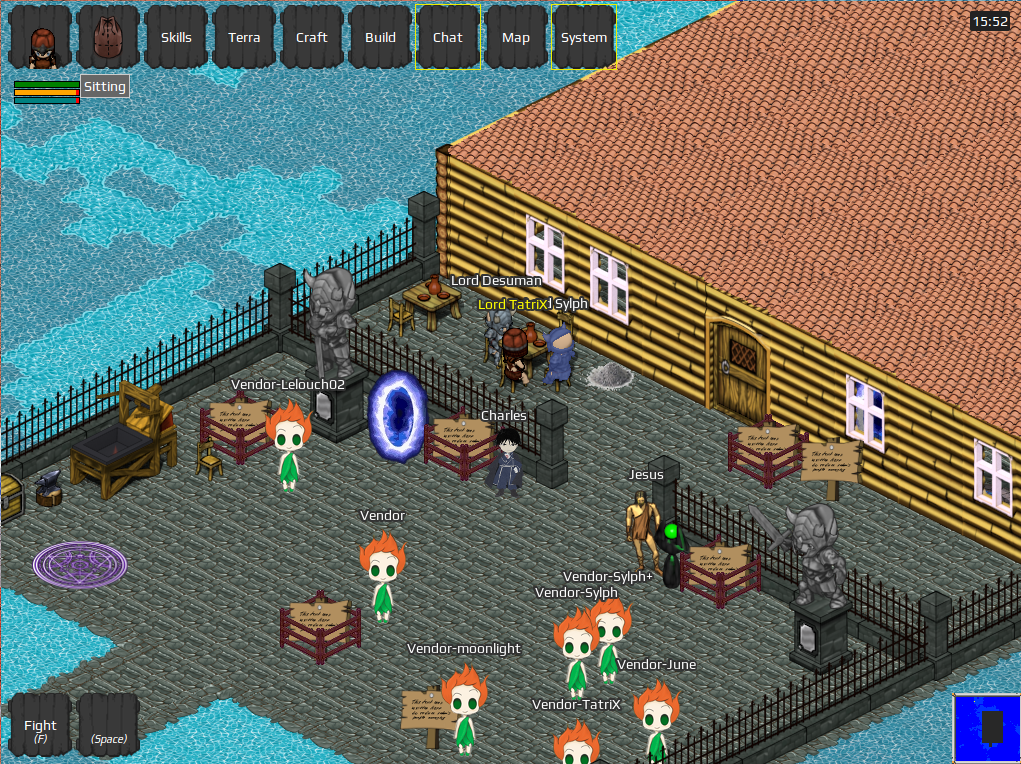 Skills
Terra
Craft
Build
Chat
Map
System
15:52
Sitting
Lord Desuman
Lord TatriX
Sylph
Vendor-Lelouch02
Charles
Jesus
Vendor
Vendor-Sylph+
Vendor-Sylph
Vendor-moonlight
Vendor-June
Vendor-TatriX
Fight
(F)
(Space)